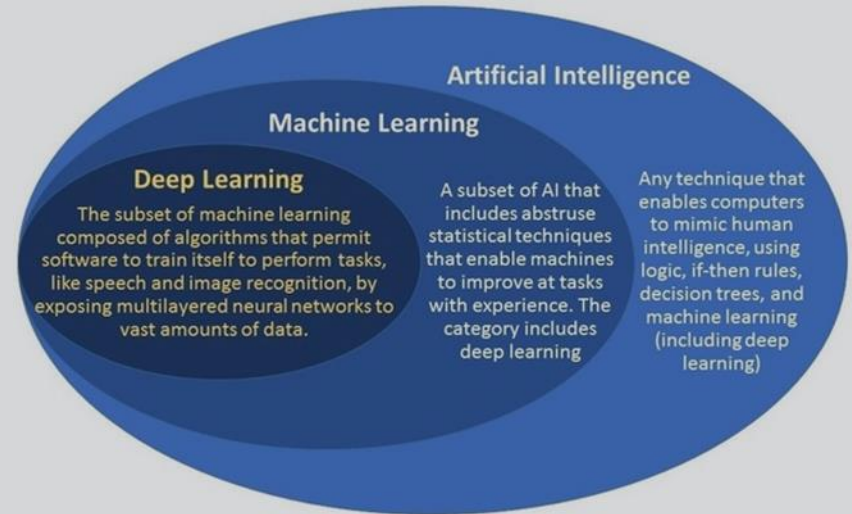 Artificial Intelligence
Machine Learning
Deep Learning
The subset of machine learning
composed of algorithms that permit
software to train itself to perform tasks,
like speech and image recognition, by
exposing multilayered neural networks to
vast amounts of data.
A subset of AI that
includes abstruse
statistical techniques
that enable machines
to improve at tasks
with experience. The
category includes
deep learning
Any technique that
enables computers
to mimic human
intelligence, using
logic, if-then rules,
decision trees, and
machine learning
(including deep
learning)